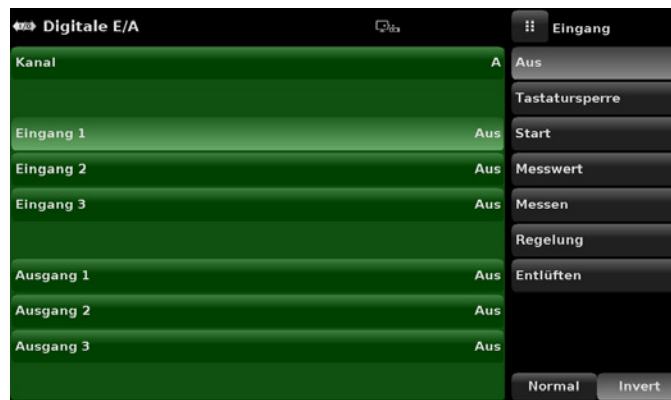 Digitale E/A
Eingang
Kanal A
Aus
Tastatursperre
Eingang 1 Aus
Start
Eingang 2 Aus
Messwert
Eingang 3 Aus
Messen
Regelung
Ausgang 1 Aus
Entlüften
Ausgang 2 Aus
Ausgang 3 Aus
Normal Invert